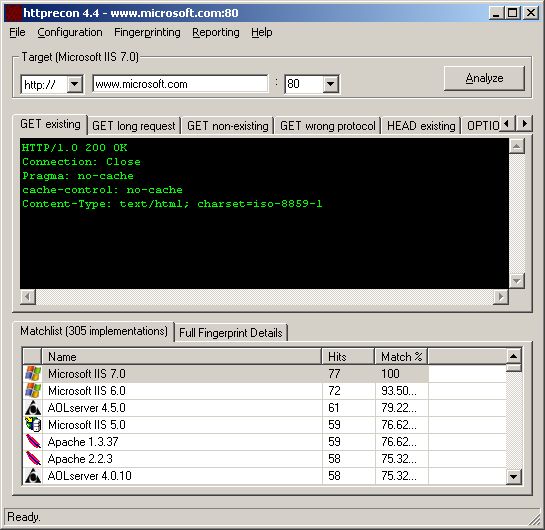 httprecon 4.4 - www.microsoft.com:80
File Configuration Fingerprinting Reporting Help
Target (Microsoft IIS 7.0)
http:// www.microsoft.com : 80 Analyze
GET existing GET long request GET non-existing GET wrong protocol HEAD existing OPTIO
HTTP/1.0 200 OK
Connection: Close
Pragma: no-cache
cache-control: no-cache
Content-Type: text/html; charset=iso-8859-1
Matchlist (305 implementations) Full Fingerprint Details
Name Hits Match %
Microsoft IIS 7.0 77 100
Microsoft IIS 6.0 72 93.50...
AOLserver 4.5.0 61 79.22...
Microsoft IIS 5.0 59 76.62...
Apache 1.3.37 59 76.62...
Apache 2.2.3 58 75.32...
AOLserver 4.0.10 58 75.32...
Ready.